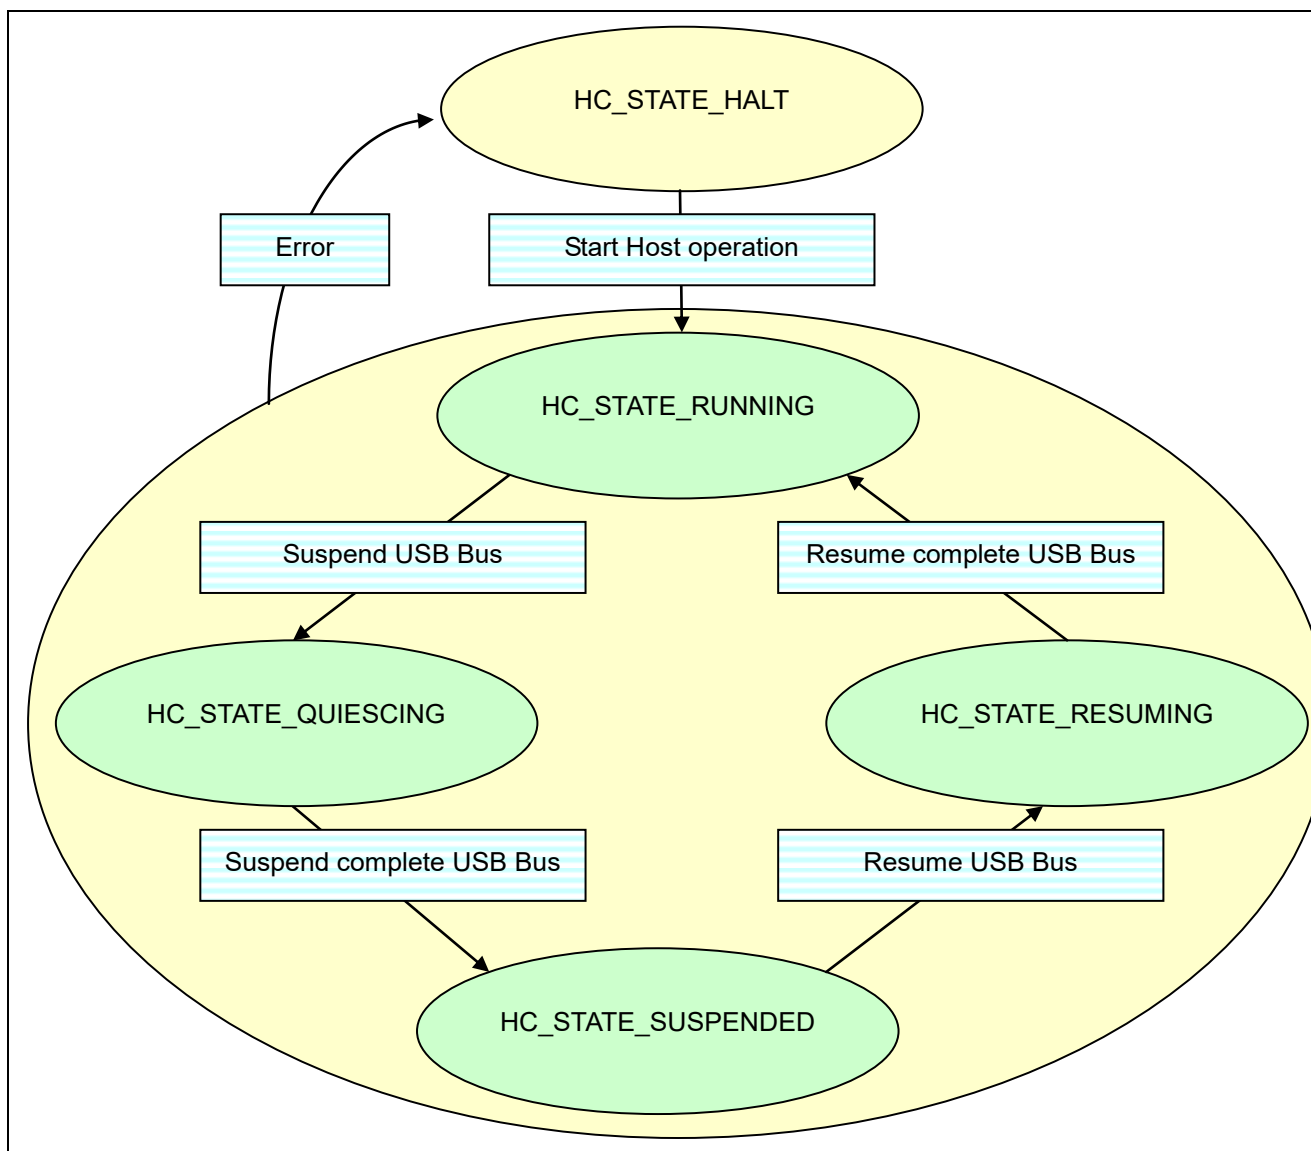 HC_STATE_HALT
Error
Start Host operation
HC_STATE_RUNNING
Suspend USB Bus
Resume complete USB Bus
HC_STATE_QUIESCING
HC_STATE_RESUMING
Suspend complete USB Bus
Resume USB Bus
HC_STATE_SUSPENDED